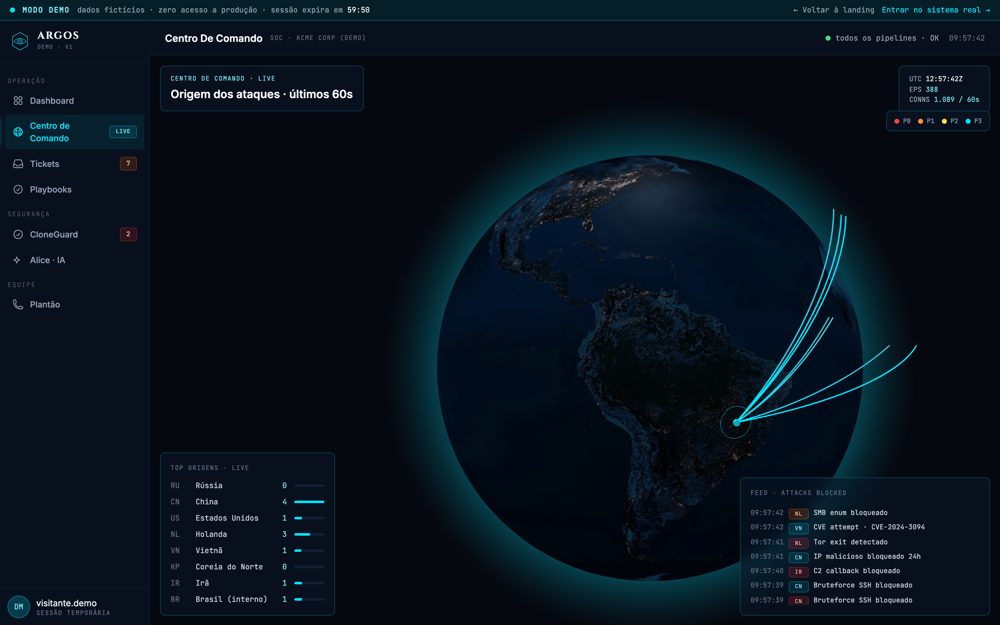 MODO DEMO dados fictícios · zero acesso a produção · sessão expira em 59:50
← Voltar à landing Entrar no sistema real →
ARGOS
DEMO · V1
Centro De Comando SOC · ACME CORP (DEMO)
todos os pipelines · OK 09:57:42
OPERAÇÃO
Dashboard
Centro de
Comando
LIVE
Tickets 7
Playbooks
SEGURANÇA
CloneGuard 2
Alice · IA
EQUIPE
Plantão
DM
visitante.demo
SESSÃO TEMPORÁRIA
CENTRO DE COMANDO · LIVE
Origem dos ataques · últimos 60s
UTC 12:57:42Z
EPS 388
CONNS 1.089 / 60s
P0 P1 P2 P3
TOP ORIGENS · LIVE
RU Rússia 0
CN China 4
US Estados Unidos 1
NL Holanda 3
VN Vietnã 1
KP Coreia do Norte 0
IR Irã 1
BR Brasil (interno) 1
FEED · ATTACKS BLOCKED
09:57:42 NL SMB enum bloqueado
09:57:42 VN CVE attempt · CVE-2024-3094
09:57:41 NL Tor exit detectado
09:57:41 CN IP malicioso bloqueado 24h
09:57:40 IR C2 callback bloqueado
09:57:39 CN Bruteforce SSH bloqueado
09:57:39 CN Bruteforce SSH bloqueado